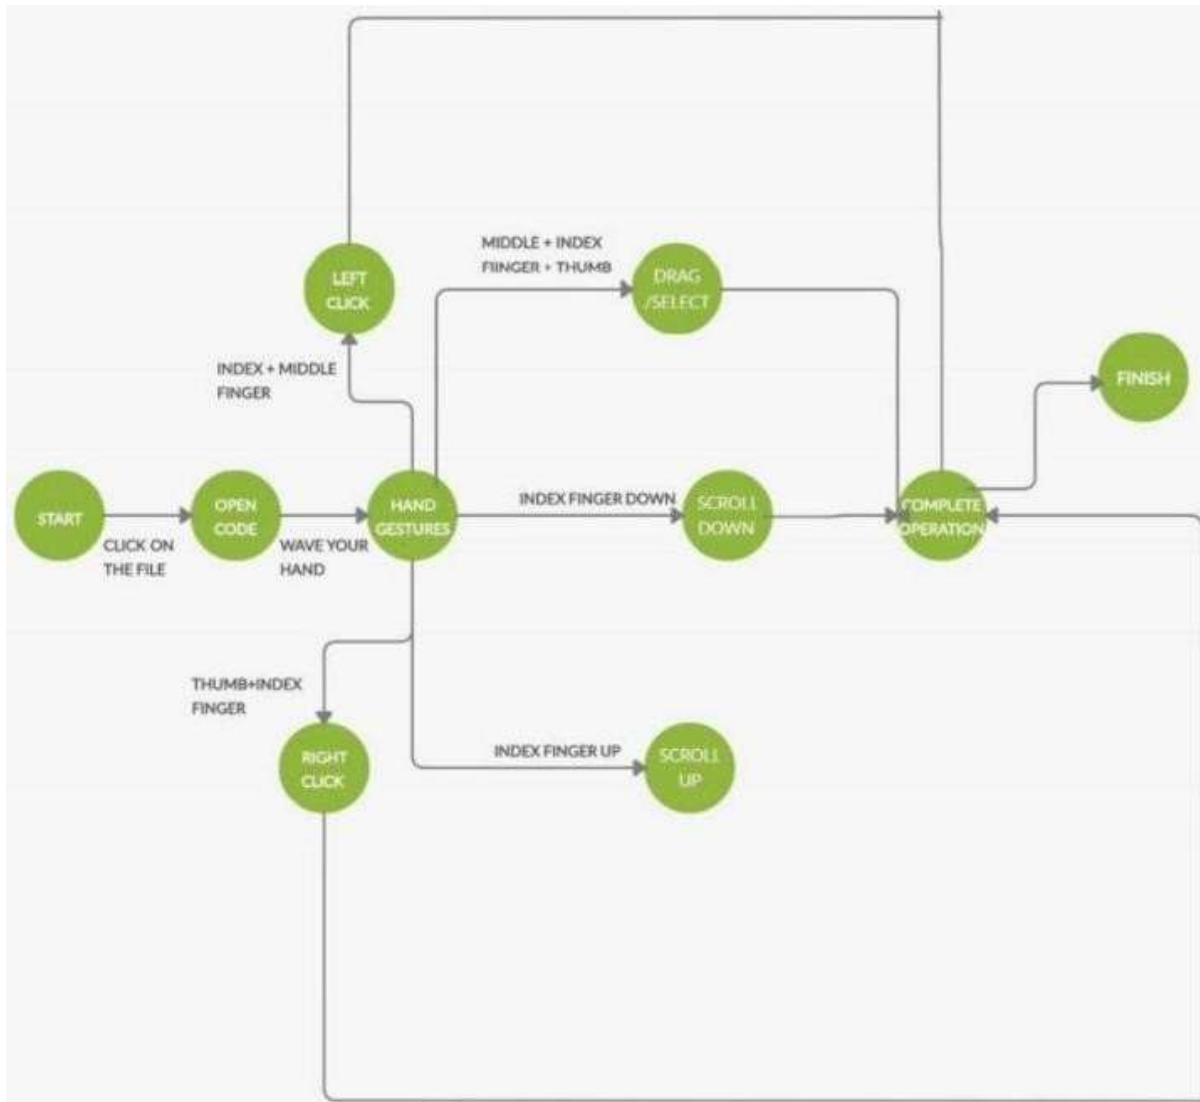 MIDDLE + INDEX
FIINGER + THUMB
LEFT
CLICK
DRAG
/SELECT
INDEX + MIDDLE
FINGER
FINISH
START
OPEN
CODE
HAND
GESTURES
INDEX FINGER DOWN
SCROLL
DOWN
COMPLETE
OPERATION
CLICK ON
THE FILE
WAVE YOUR
HAND
THUMB+INDEX
FINGER
RIGHT
CLICK
INDEX FINGER UP
SCROLL
UP